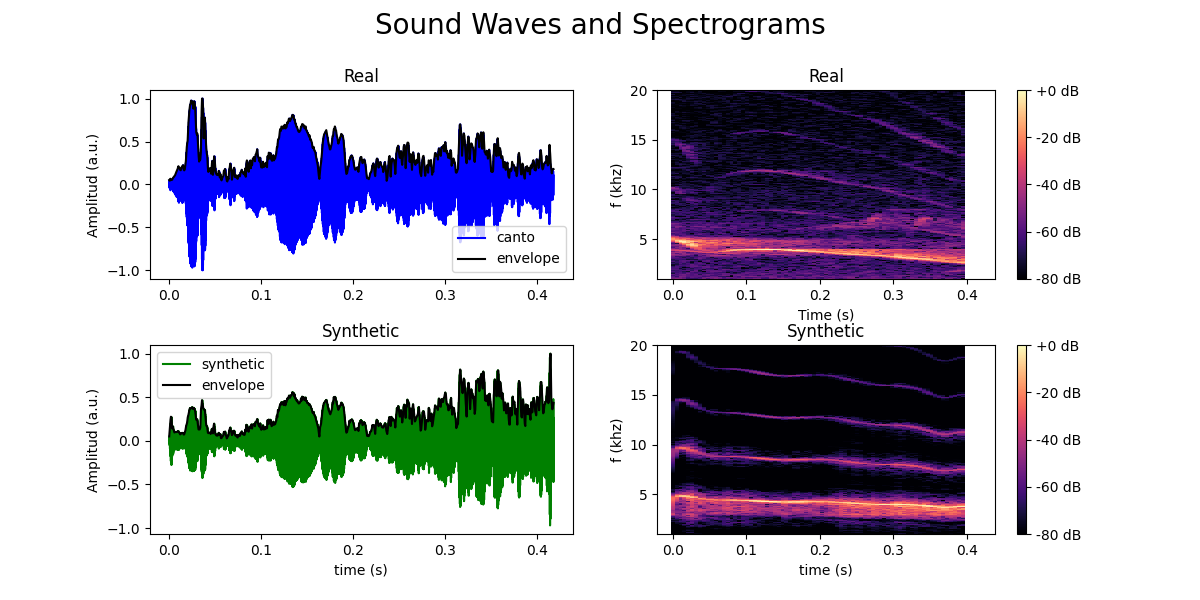 Sound Waves and Spectrograms
Real
1.0
0.5
0.0
−0.5
−1.0
Amplitud (a.u.)
canto
envelope
0.0 0.1 0.2 0.3 0.4
Real
20
15
10
5
f (khz)
0.0 0.1 0.2 0.3 0.4
Time (s)
+0 dB
-20 dB
-40 dB
-60 dB
-80 dB
Synthetic
1.0
0.5
0.0
−0.5
−1.0
Amplitud (a.u.)
synthetic
envelope
0.0 0.1 0.2 0.3 0.4
time (s)
Synthetic
20
15
10
5
f (khz)
0.0 0.1 0.2 0.3 0.4
time (s)
+0 dB
-20 dB
-40 dB
-60 dB
-80 dB